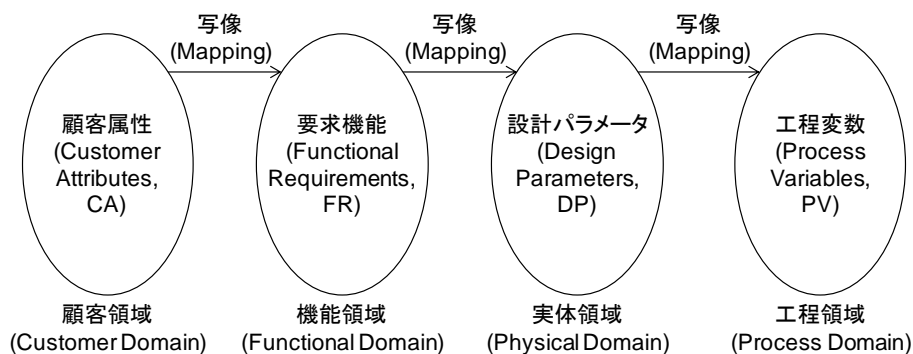 写像
(Mapping)
写像
(Mapping)
写像
(Mapping)
顧客属性
(Customer
Attributes,
CA)
要求機能
(Functional
Requirements,
FR)
設計パラメータ
(Design
Parameters,
DP)
工程変数
(Process
Variables,
PV)
顧客領域
(Customer Domain)
機能領域
(Functional Domain)
実体領域
(Physical Domain)
工程領域
(Process Domain)